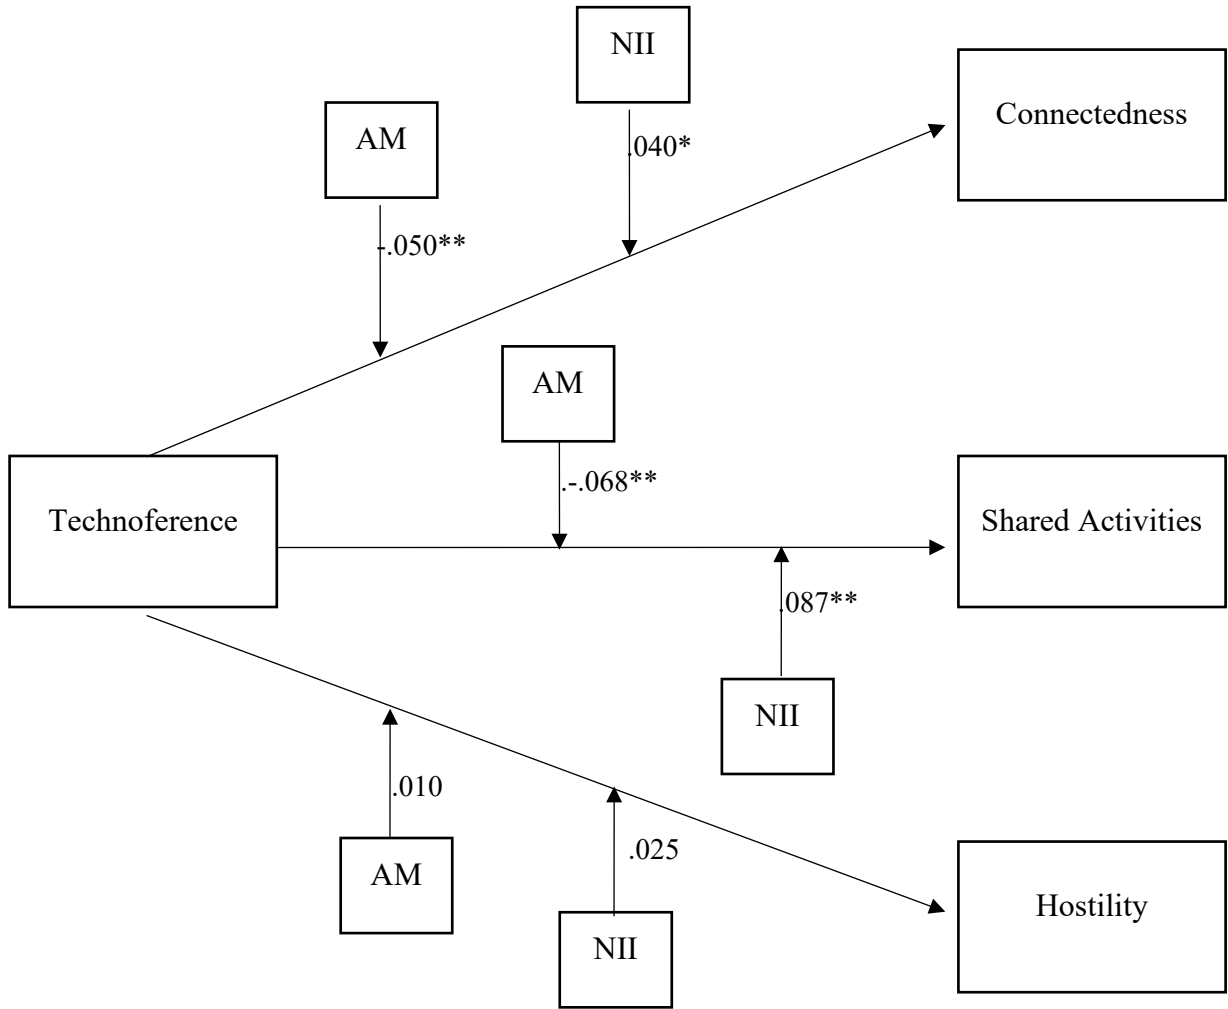 NII
Connectedness
AM
.040*
-.050**
AM
.-.068**
Technoference
Shared Activities
.087**
NII
.010
.025
AM
Hostility
NII